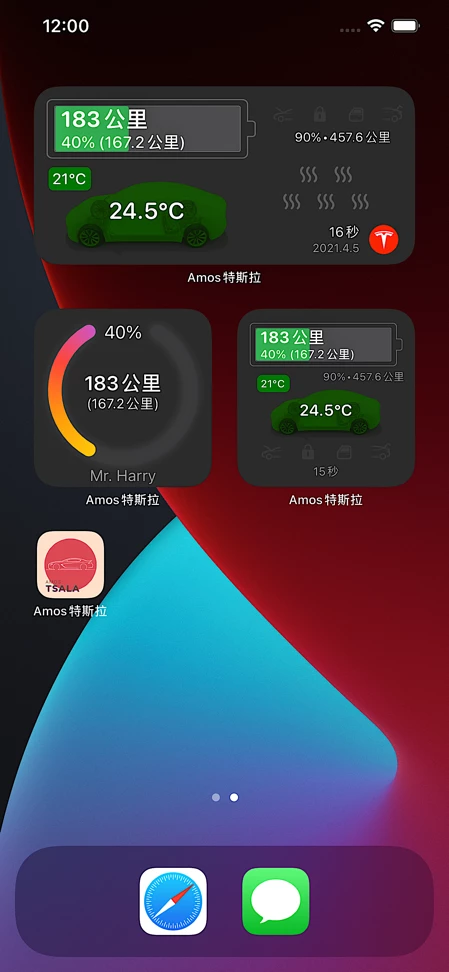 12:00
183 公里
40% (167.2 公里)
90%•457.6 公里
21°C
24.5°C
16 秒
2021.4.5
Amos 特斯拉
40%
183 公里
(167.2 公里)
Mr. Harry
Amos 特斯拉
183 公里
40% (167.2 公里)
90%•457.6 公里
21°C
24.5°C
15 秒
Amos 特斯拉
TSALA
Amos 特斯拉